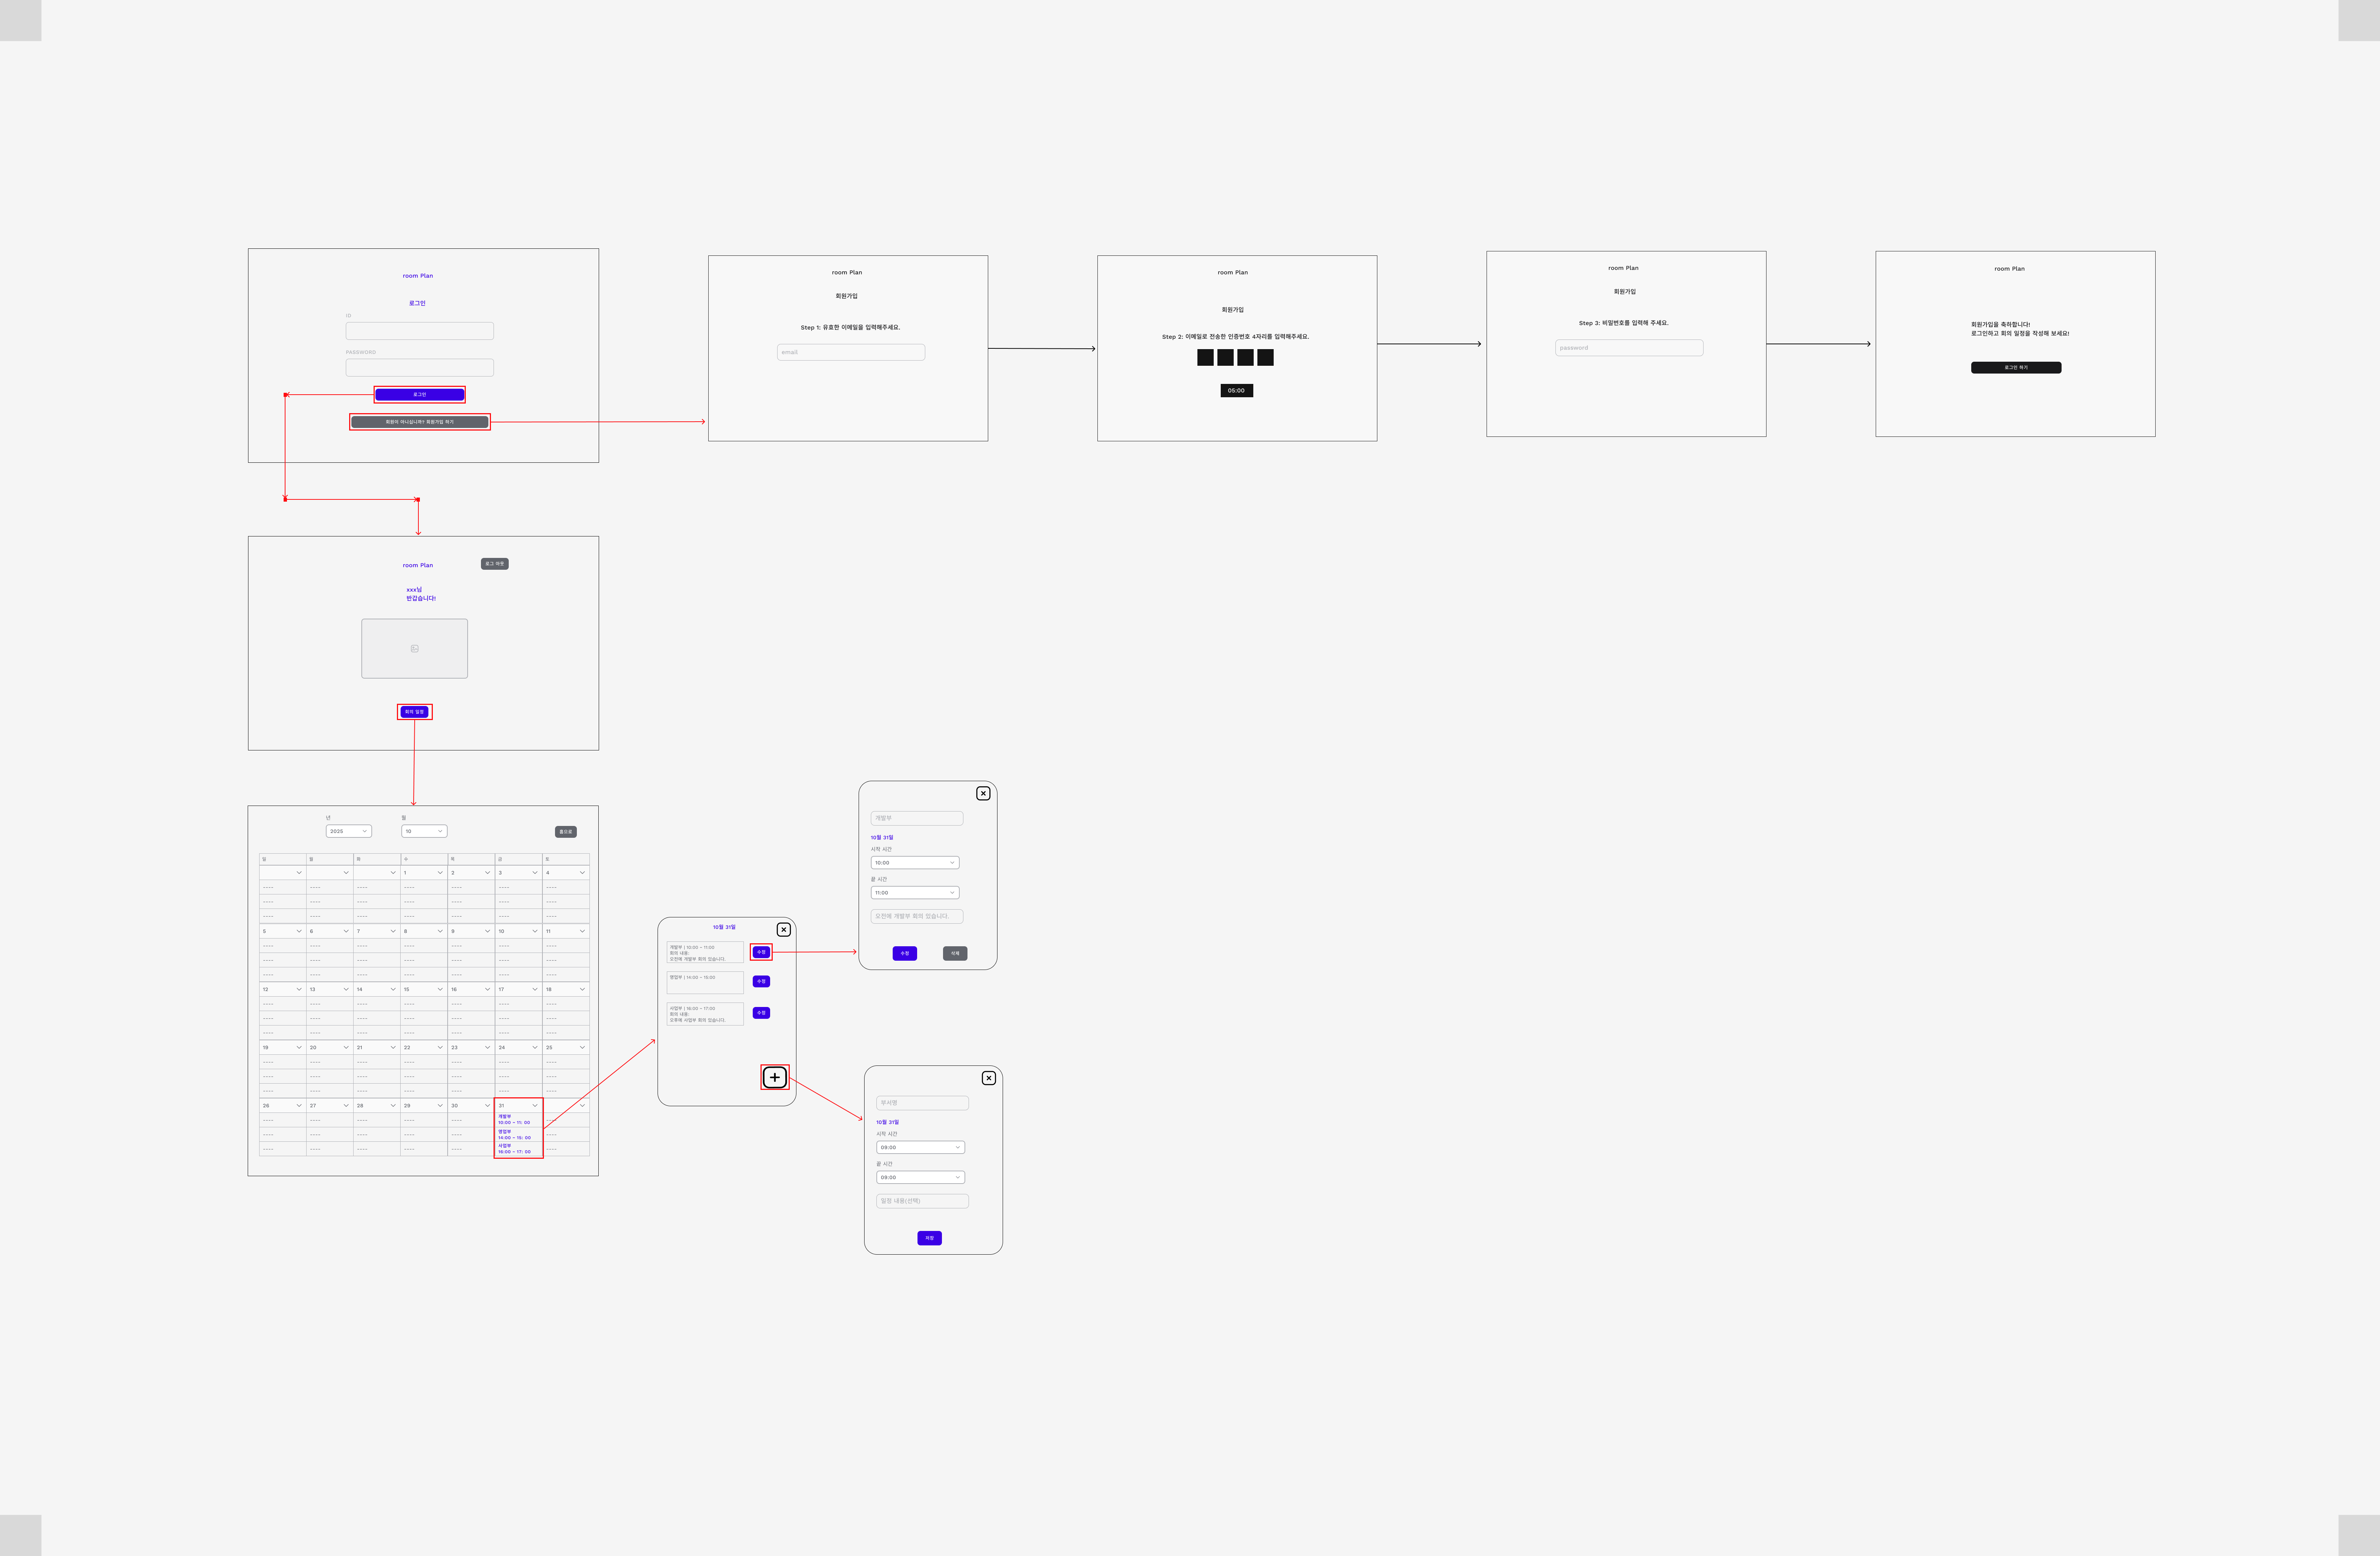 room Plan
로그인
ID
PASSWORD
로그인
회원이 아니십니까? 회원가입 하기
room Plan
회원가입
Step 1: 유효한 이메일을 입력해주세요.
email
room Plan
회원가입
Step 2: 이메일로 전송한 인증번호 4자리를 입력해주세요.
05:00
room Plan
회원가입
Step 3: 비밀번호를 입력해 주세요.
password
room Plan
회원가입을 축하합니다!
로그인하고 회의 일정을 작성해 보세요!
로그인 하기
room Plan
로그 아웃
xxx님
반갑습니다!
회의 일정
년
월
2025
10
홈으로
일 월 화 수 목 금 토
1 2 3 4
---- ---- ---- ---- ---- ---- ----
---- ---- ---- ---- ---- ---- ----
---- ---- ---- ---- ---- ---- ----
5 6 7 8 9 10 11
---- ---- ---- ---- ---- ---- ----
---- ---- ---- ---- ---- ---- ----
---- ---- ---- ---- ---- ---- ----
12 13 14 15 16 17 18
---- ---- ---- ---- ---- ---- ----
---- ---- ---- ---- ---- ---- ----
---- ---- ---- ---- ---- ---- ----
19 20 21 22 23 24 25
---- ---- ---- ---- ---- ---- ----
---- ---- ---- ---- ---- ---- ----
---- ---- ---- ---- ---- ---- ----
26 27 28 29 30 31
---- ---- ---- ---- ---- 개발부 ----
10:00 ~ 11: 00
---- ---- ---- ---- ---- 영업부 ----
14:00 ~ 15: 00
---- ---- ---- ---- ---- 사업부 ----
16:00 ~ 17: 00
10월 31일
개발부 | 10:00 ~ 11:00
회의 내용:
오전에 개발부 회의 있습니다.
수정
영업부 | 14:00 ~ 15:00
수정
사업부 | 16:00 ~ 17:00
회의 내용:
오후에 사업부 회의 있습니다.
수정
개발부
10월 31일
시작 시간
10:00
끝 시간
11:00
오전에 개발부 회의 있습니다.
수정
삭제
부서명
10월 31일
시작 시간
09:00
끝 시간
09:00
일정 내용(선택)
저장